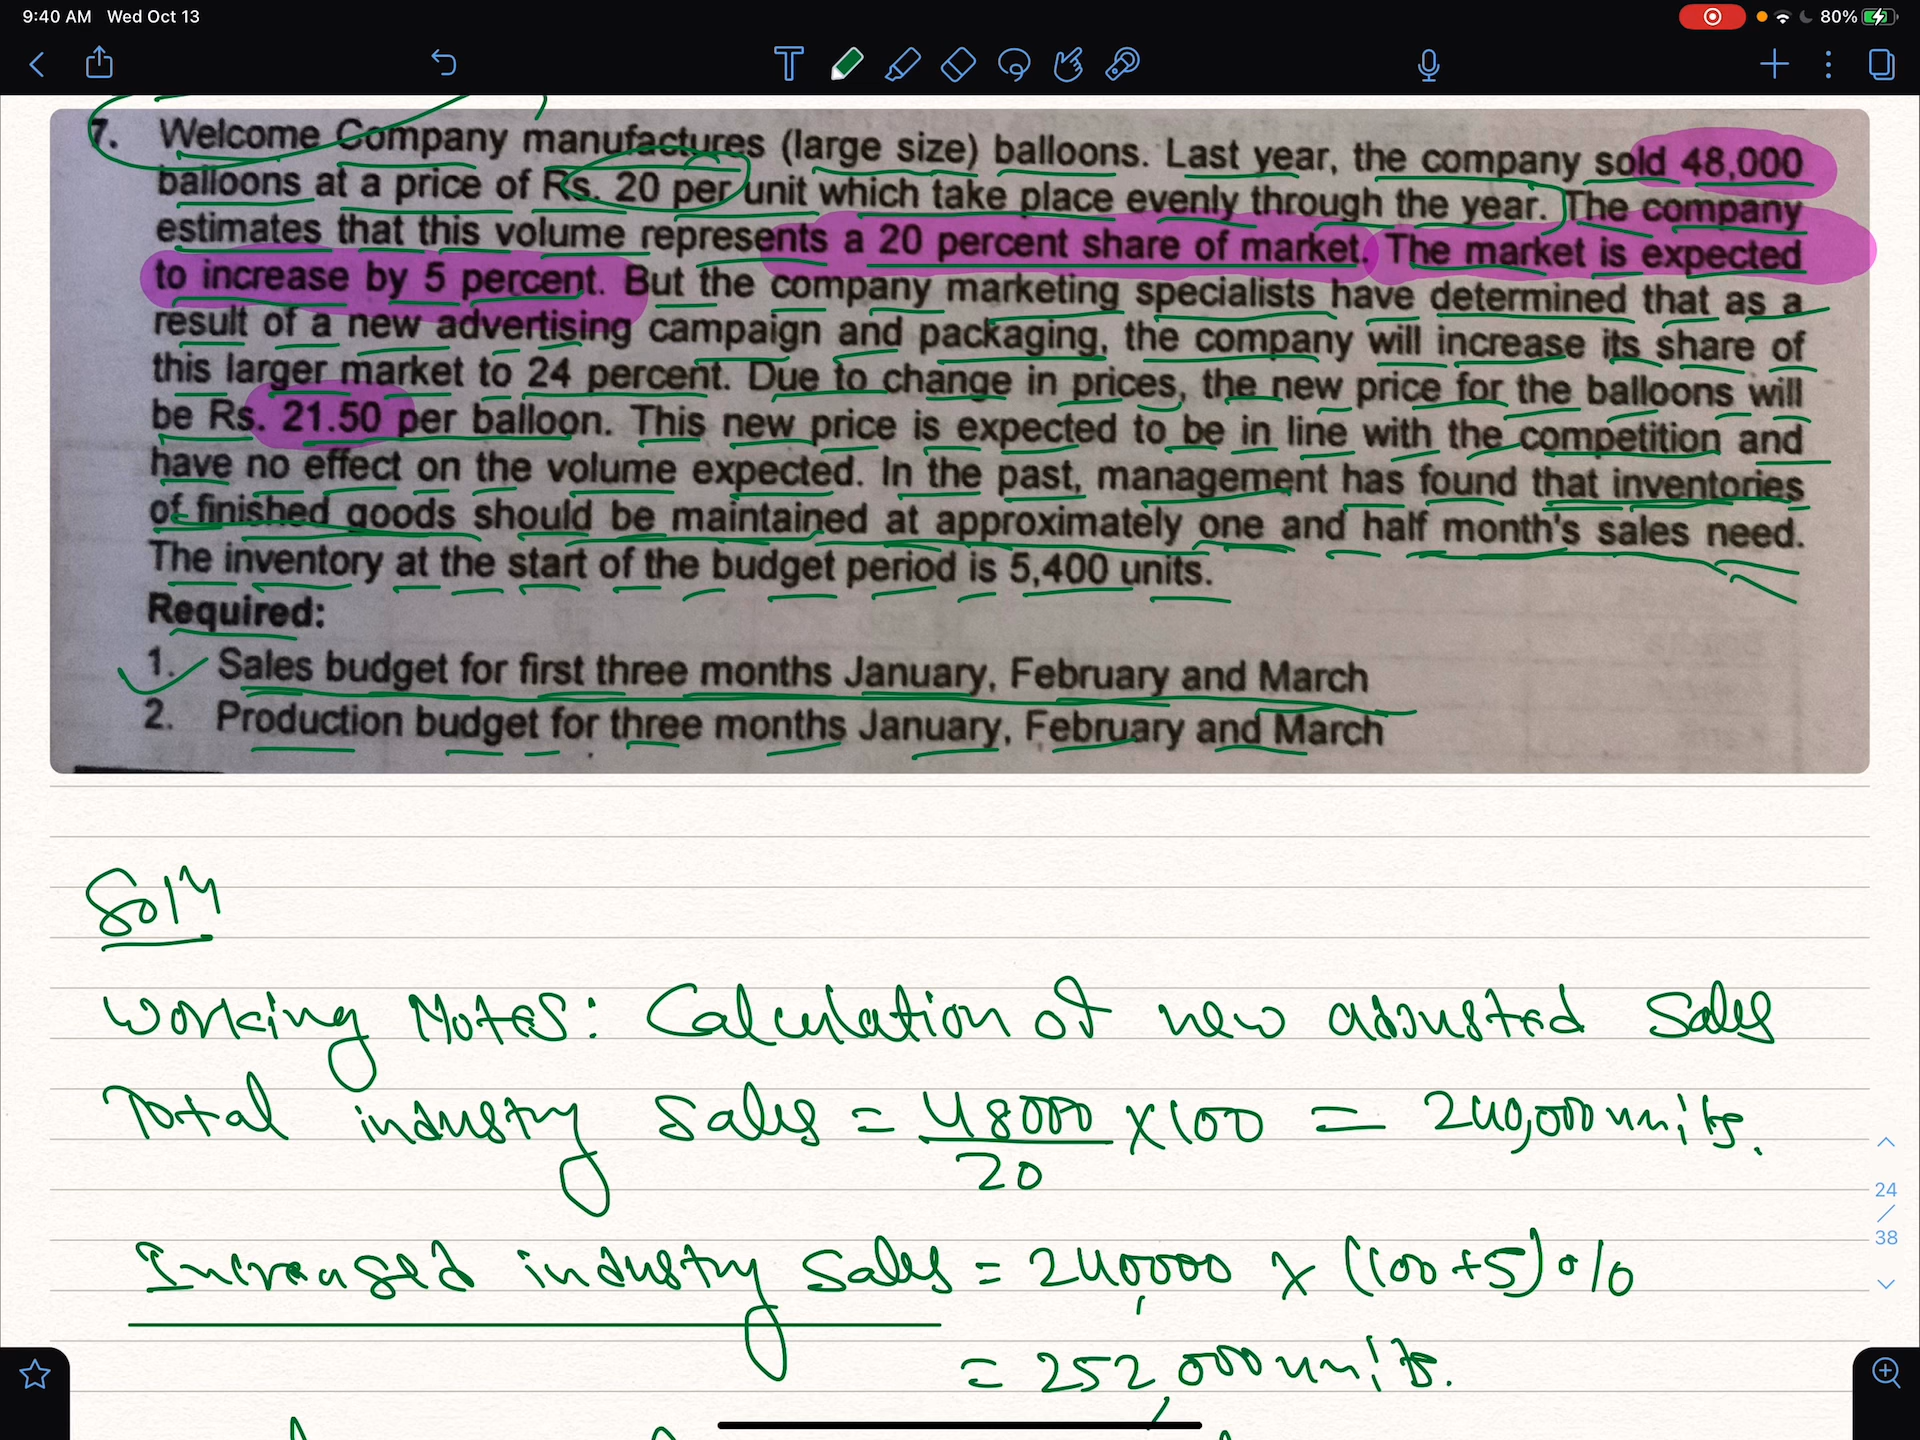 9:40 AM Wed Oct 13
80%
7. Welcome Company manufactures (large size) balloons. Last year, the company sold 48,000
balloons at a price of Rs. 20 per unit which take place evenly through the year. The company
estimates that this volume represents a 20 percent share of market. The market is expected
to increase by 5 percent. But the company marketing specialists have determined that as a
result of a new advertising campaign and packaging, the company will increase its share of
this larger market to 24 percent. Due to change in prices, the new price for the balloons will
be Rs. 21.50 per balloon. This new price is expected to be in line with the competition and
have no effect on the volume expected. In the past, management has found that inventories
of finished goods should be maintained at approximately one and half month's sales need.
The inventory at the start of the budget period is 5,400 units.
Required:
1. Sales budget for first three months January, February and March
2. Production budget for three months January, February and March
Soln
Working Notes: Calculation of new adjusted Sales
Total industry Sales = 48000 / 20 × 100 = 240,000 units.
Increased industry Sales = 240,000 × (100+5)%
= 252,000 units.
24
/
38